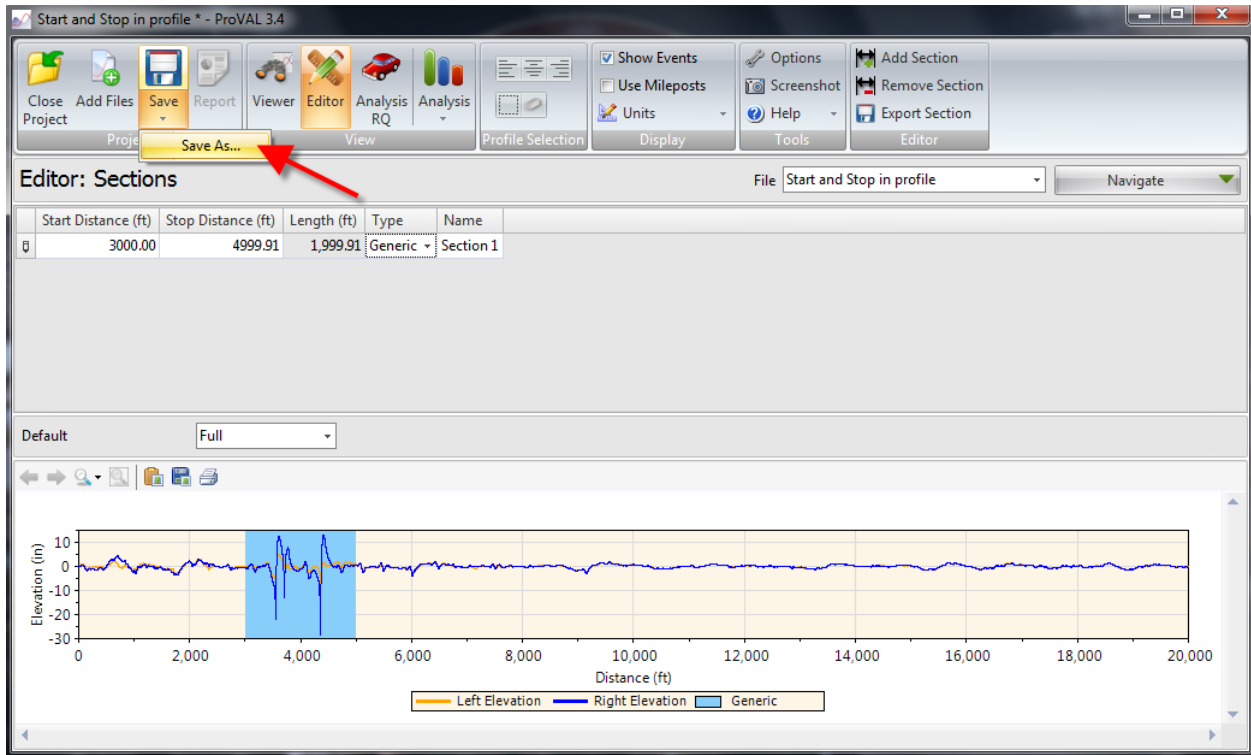 Start and Stop in profile * - ProVAL 3.4
Close Project
Add Files
Save
Report
Viewer
Editor
Analysis RQ
Analysis
Show Events
Use Mileposts
Units
Options
Screenshot
Help
Add Section
Remove Section
Export Section
Save As...
View
Profile Selection
Display
Tools
Editor
Editor: Sections
File Start and Stop in profile
Navigate
Start Distance (ft) Stop Distance (ft) Length (ft) Type Name
3000.00 4999.91 1,999.91 Generic Section 1
Default Full
Elevation (in)
10
0
-10
-20
-30
0 2,000 4,000 6,000 8,000 10,000 12,000 14,000 16,000 18,000 20,000
Distance (ft)
Left Elevation Right Elevation Generic